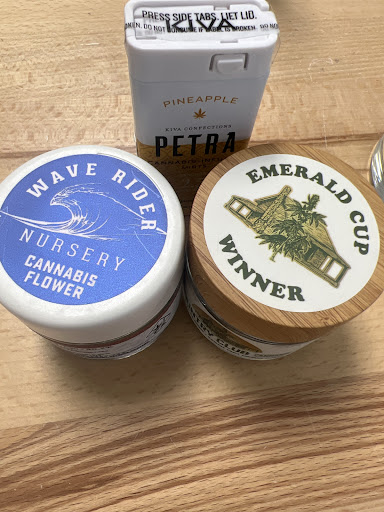 PRESS SIDE TABS. LIFT LID.
KIVA
PINEAPPLE
KIVA CONFECTIONS
PETRA
WAVE RIDER
NURSERY
CANNABIS
FLOWER
EMERALD CUP
WINNER